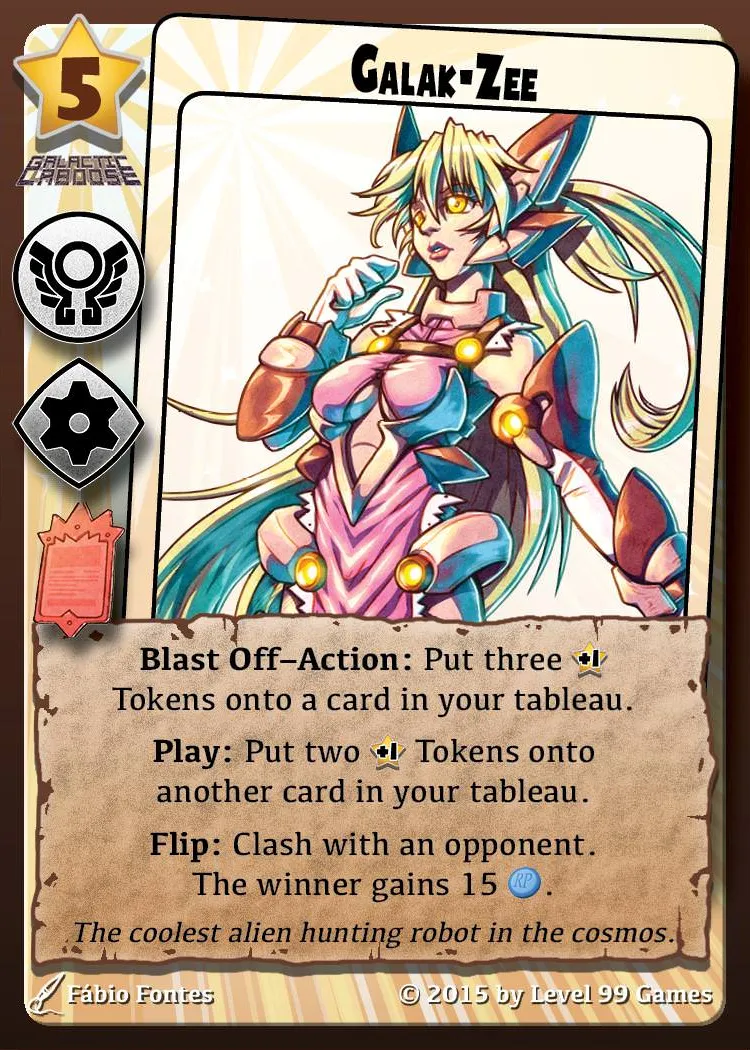 5
GALAK-ZEE
GALACTIC
CABOOSE
Blast Off–Action: Put three +1
Tokens onto a card in your tableau.
Play: Put two +1 Tokens onto
another card in your tableau.
Flip: Clash with an opponent.
The winner gains 15 RP.
The coolest alien hunting robot in the cosmos.
Fábio Fontes
© 2015 by Level 99 Games